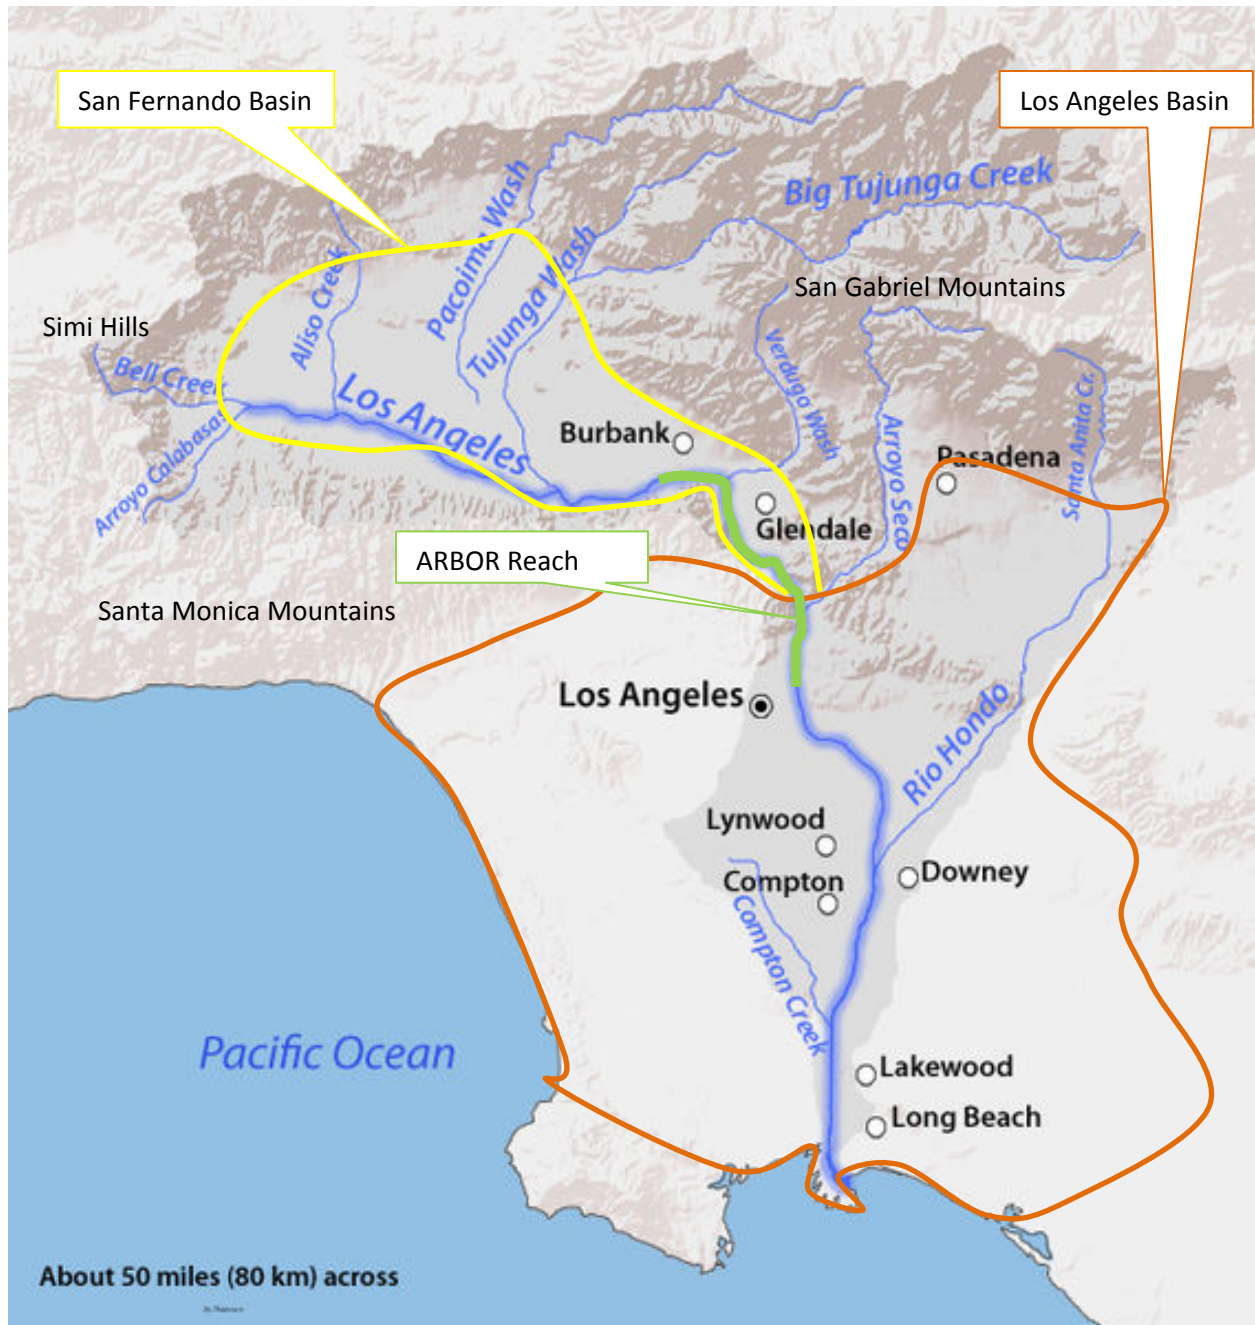 San Fernando Basin
Los Angeles Basin
Big Tujunga Creek
Pacoima Wash
Tujunga Wash
San Gabriel Mountains
Simi Hills
Aliso Creek
Bell Creek
Verdugo Wash
Santa Anita Cr.
Los Angeles
Arroyo Calabasas
Burbank
Arroyo Seco
Pasadena
Glendale
ARBOR Reach
Santa Monica Mountains
Los Angeles
Rio Hondo
Lynwood
Downey
Compton
Compton Creek
Pacific Ocean
Lakewood
Long Beach
About 50 miles (80 km) across